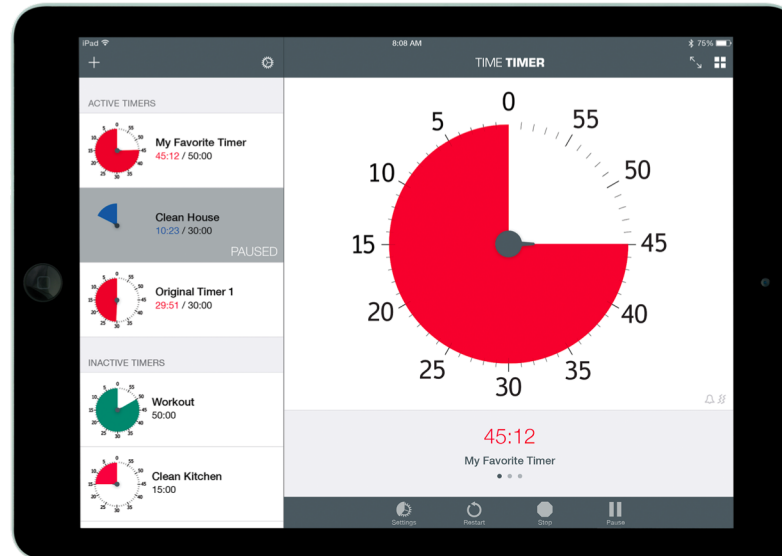 iPad
8:08 AM
75%
TIME TIMER
ACTIVE TIMERS
My Favorite Timer
45:12 / 50:00
Clean House
10:23 / 30:00
PAUSED
Original Timer 1
29:51 / 30:00
INACTIVE TIMERS
Workout
50:00
Clean Kitchen
15:00
0
55
50
45
40
35
30
25
20
15
10
5
45:12
My Favorite Timer
Settings
Restart
Stop
Pause